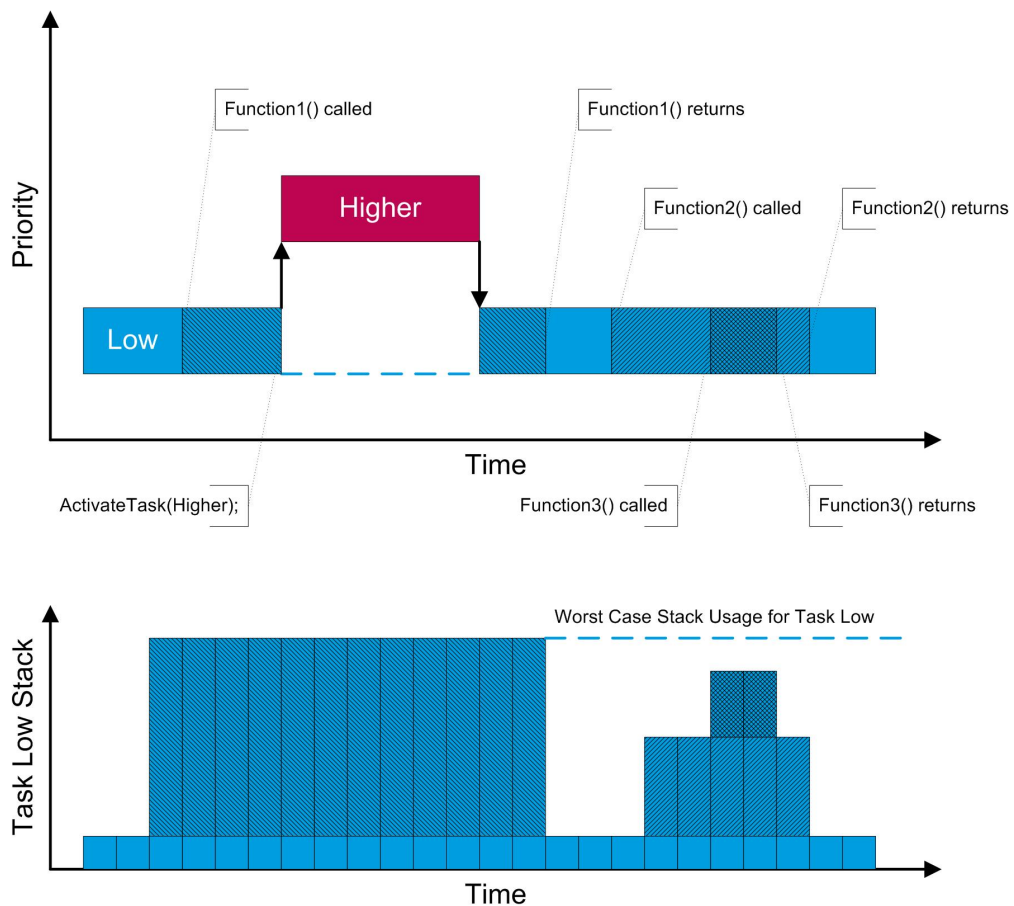 Function1() called
Function1() returns
Higher
Function2() called
Function2() returns
Priority
Low
Time
ActivateTask(Higher);
Function3() called
Function3() returns
Worst Case Stack Usage for Task Low
Task Low Stack
Time